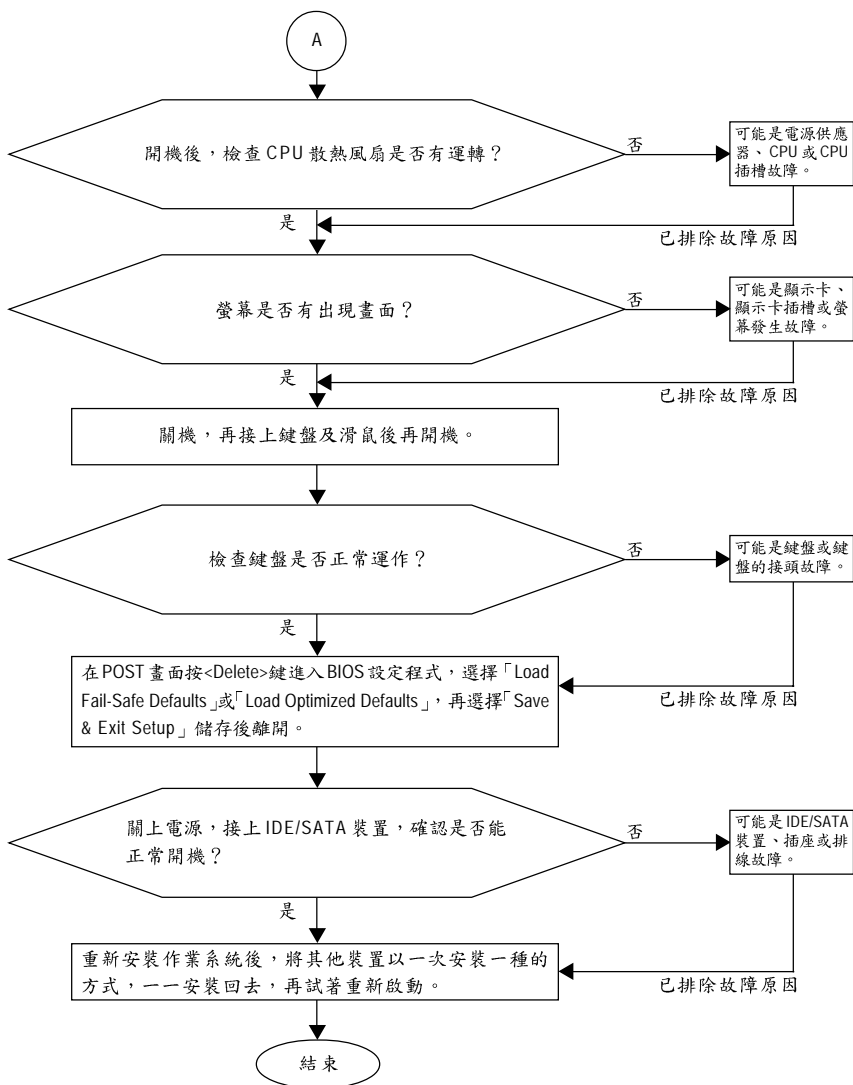 A
開機後，檢查CPU散熱風扇是否有運轉？
否
可能是電源供應
器、CPU或CPU
插槽故障。
是
已排除故障原因
螢幕是否有出現畫面？
否
可能是顯示卡、
顯示卡插槽或螢
幕發生故障。
是
已排除故障原因
關機，再接上鍵盤及滑鼠後再開機。
檢查鍵盤是否正常運作？
否
可能是鍵盤或鍵
盤的接頭故障。
是
在POST畫面按<Delete>鍵進入BIOS設定程式，選擇「Load
Fail-Safe Defaults」或「Load Optimized Defaults」，再選擇「Save
& Exit Setup」儲存後離開。
已排除故障原因
關上電源，接上IDE/SATA裝置，確認是否能
正常開機？
否
可能是IDE/SATA
裝置、插座或排
線故障。
是
重新安裝作業系統後，將其他裝置以一次安裝一種的
方式，一一安裝回去，再試著重新啟動。
已排除故障原因
結束